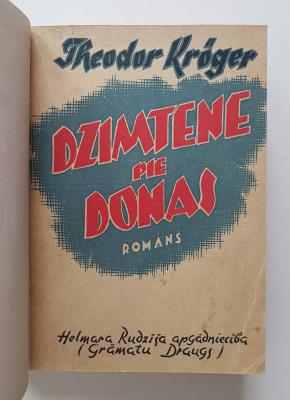 Theodor Kröger
DZIMTENE
PIE
DONAS
ROMĀNS
Helmara Rudzīša apgādniecība
(Grāmatu Draugs)